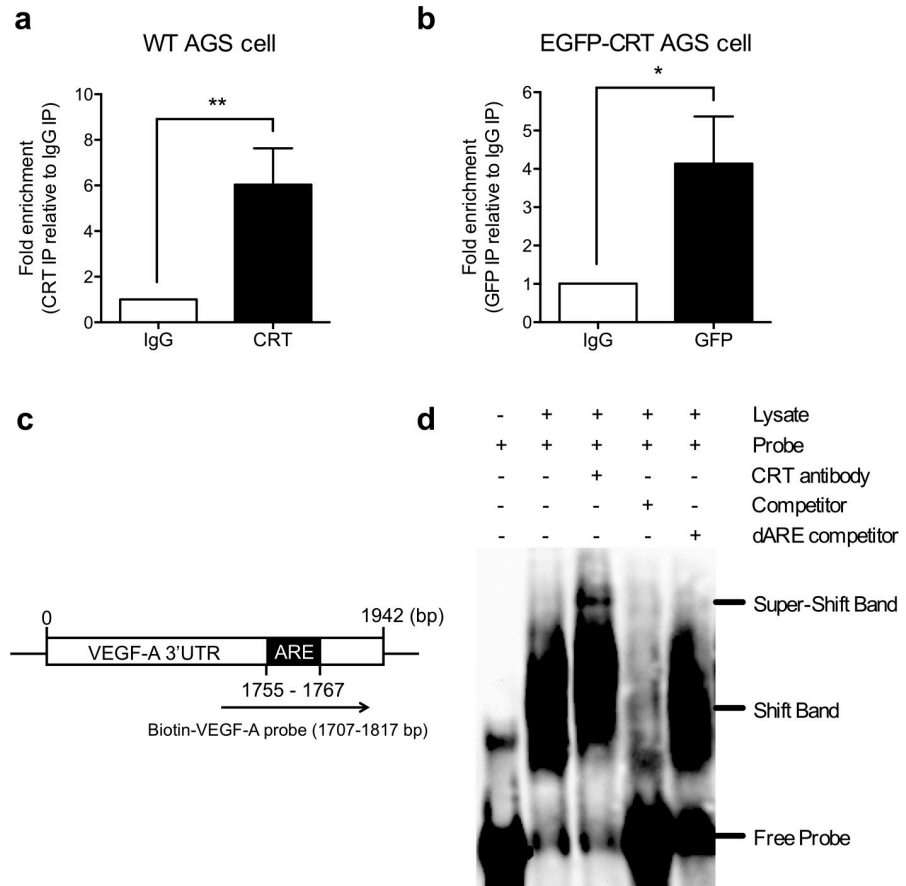 a
WT AGS cell
Fold enrichment
(CRT IP relative to IgG IP)
10
8
6
4
2
0
**
IgG CRT
b
EGFP-CRT AGS cell
Fold enrichment
(GFP IP relative to IgG IP)
6
5
4
3
2
1
0
*
IgG GFP
c
0 1942 (bp)
VEGF-A 3'UTR ARE
1755 - 1767
Biotin-VEGF-A probe (1707-1817 bp)
d
- + + + + Lysate
+ + + + + Probe
- - + - - CRT antibody
- - - + - Competitor
- - - - + dARE competitor
Super-Shift Band
Shift Band
Free Probe